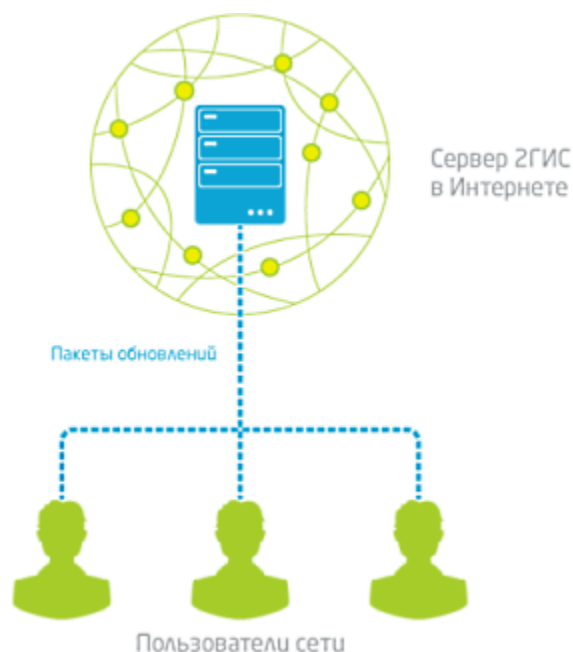 Сервер 2ГИС
в Интернете
Пакеты обновлений
Пользователи сети